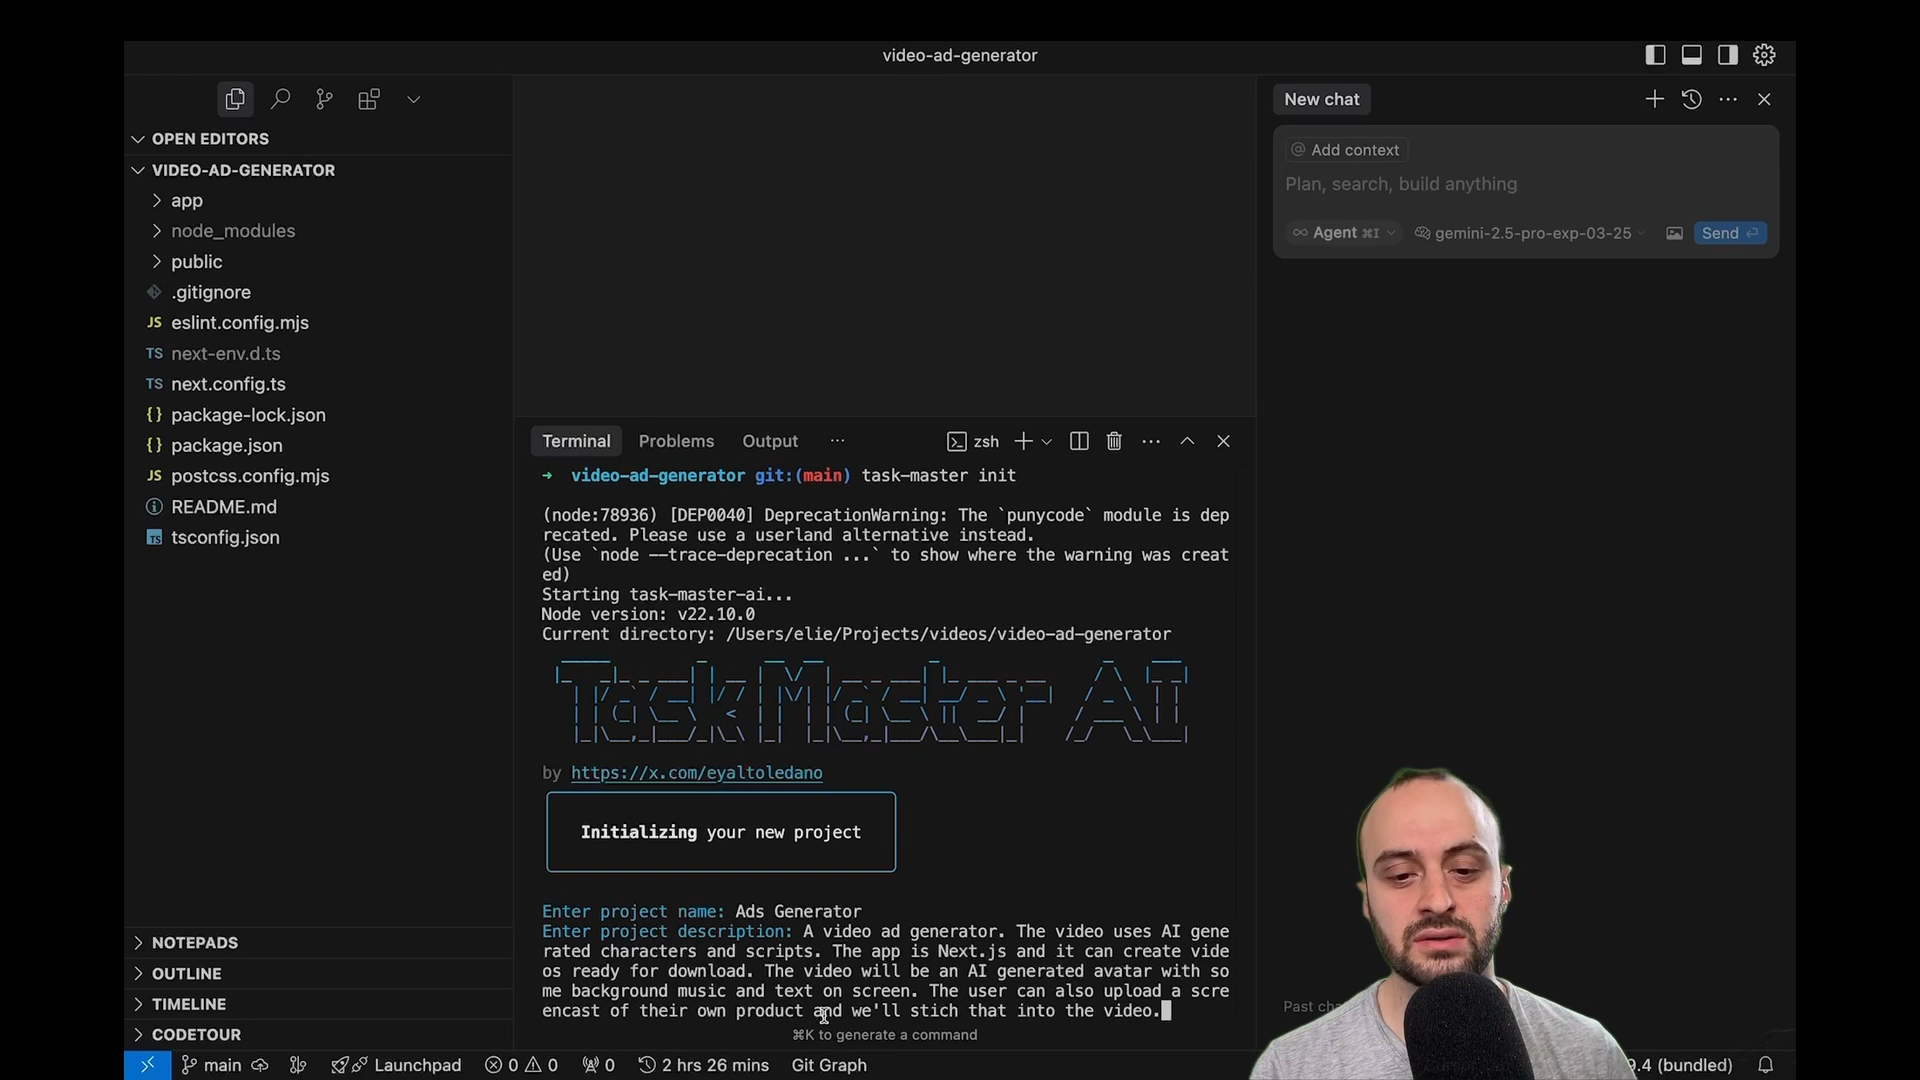 video-ad-generator
OPEN EDITORS
VIDEO-AD-GENERATOR
app
node_modules
public
.gitignore
JS eslint.config.mjs
TS next-env.d.ts
TS next.config.ts
{} package-lock.json
{} package.json
JS postcss.config.mjs
README.md
TS tsconfig.json
NOTEPADS
OUTLINE
TIMELINE
CODETOUR
Terminal Problems Output ... zsh
→ video-ad-generator git:(main) task-master init
(node:78936) [DEP0040] DeprecationWarning: The `punycode` module is dep
recated. Please use a userland alternative instead.
(Use `node --trace-deprecation ...` to show where the warning was creat
ed)
Starting task-master-ai...
Node version: v22.10.0
Current directory: /Users/elie/Projects/videos/video-ad-generator
Task Master AI
by https://x.com/eyaltoledano
Initializing your new project
Enter project name: Ads Generator
Enter project description: A video ad generator. The video uses AI gene
rated characters and scripts. The app is Next.js and it can create vide
os ready for download. The video will be an AI generated avatar with so
me background music and text on screen. The user can also upload a scre
encast of their own product and we'll stich that into the video.
⌘K to generate a command
New chat
@ Add context
Plan, search, build anything
∞ Agent ⌘I gemini-2.5-pro-exp-03-25 Send
Past
main Launchpad 0 0 0 2 hrs 26 mins Git Graph
.4 (bundled)